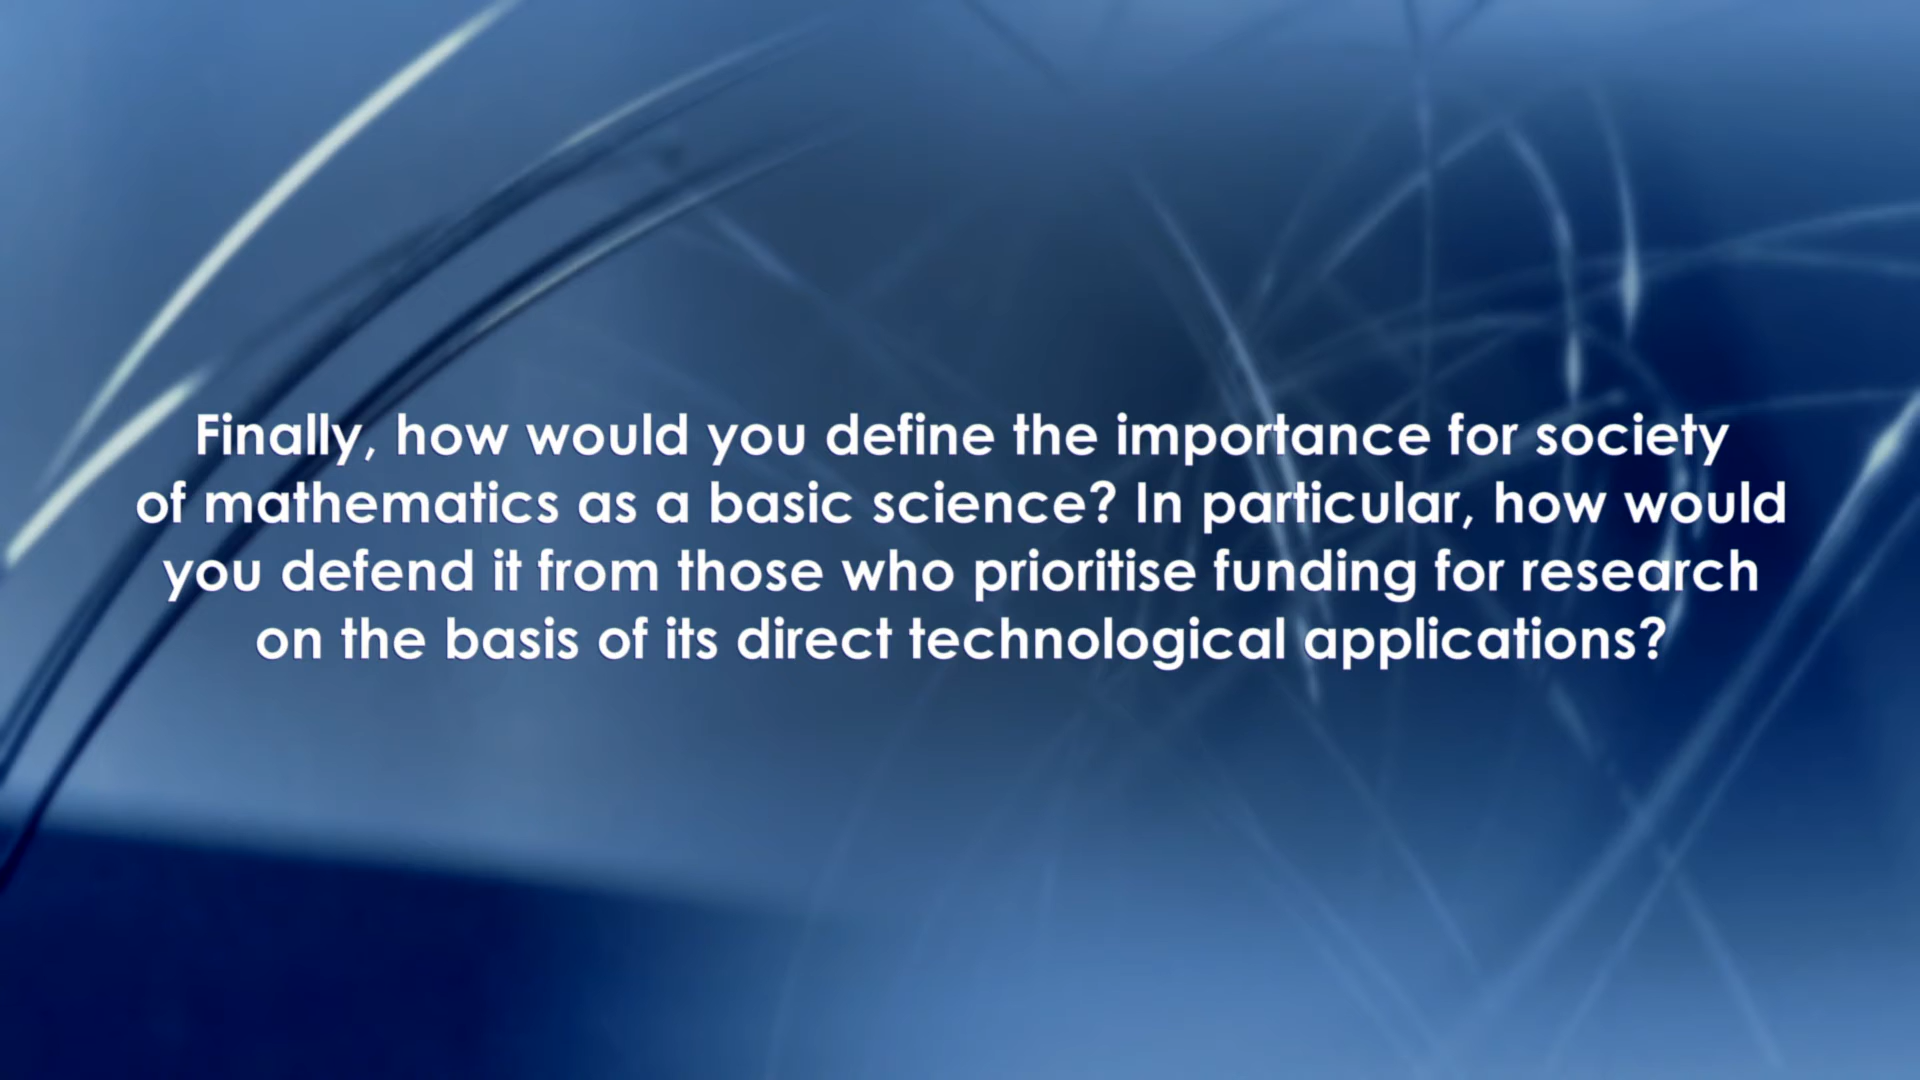 Finally, how would you define the importance for society
of mathematics as a basic science? In particular, how would
you defend it from those who prioritise funding for research
on the basis of its direct technological applications?